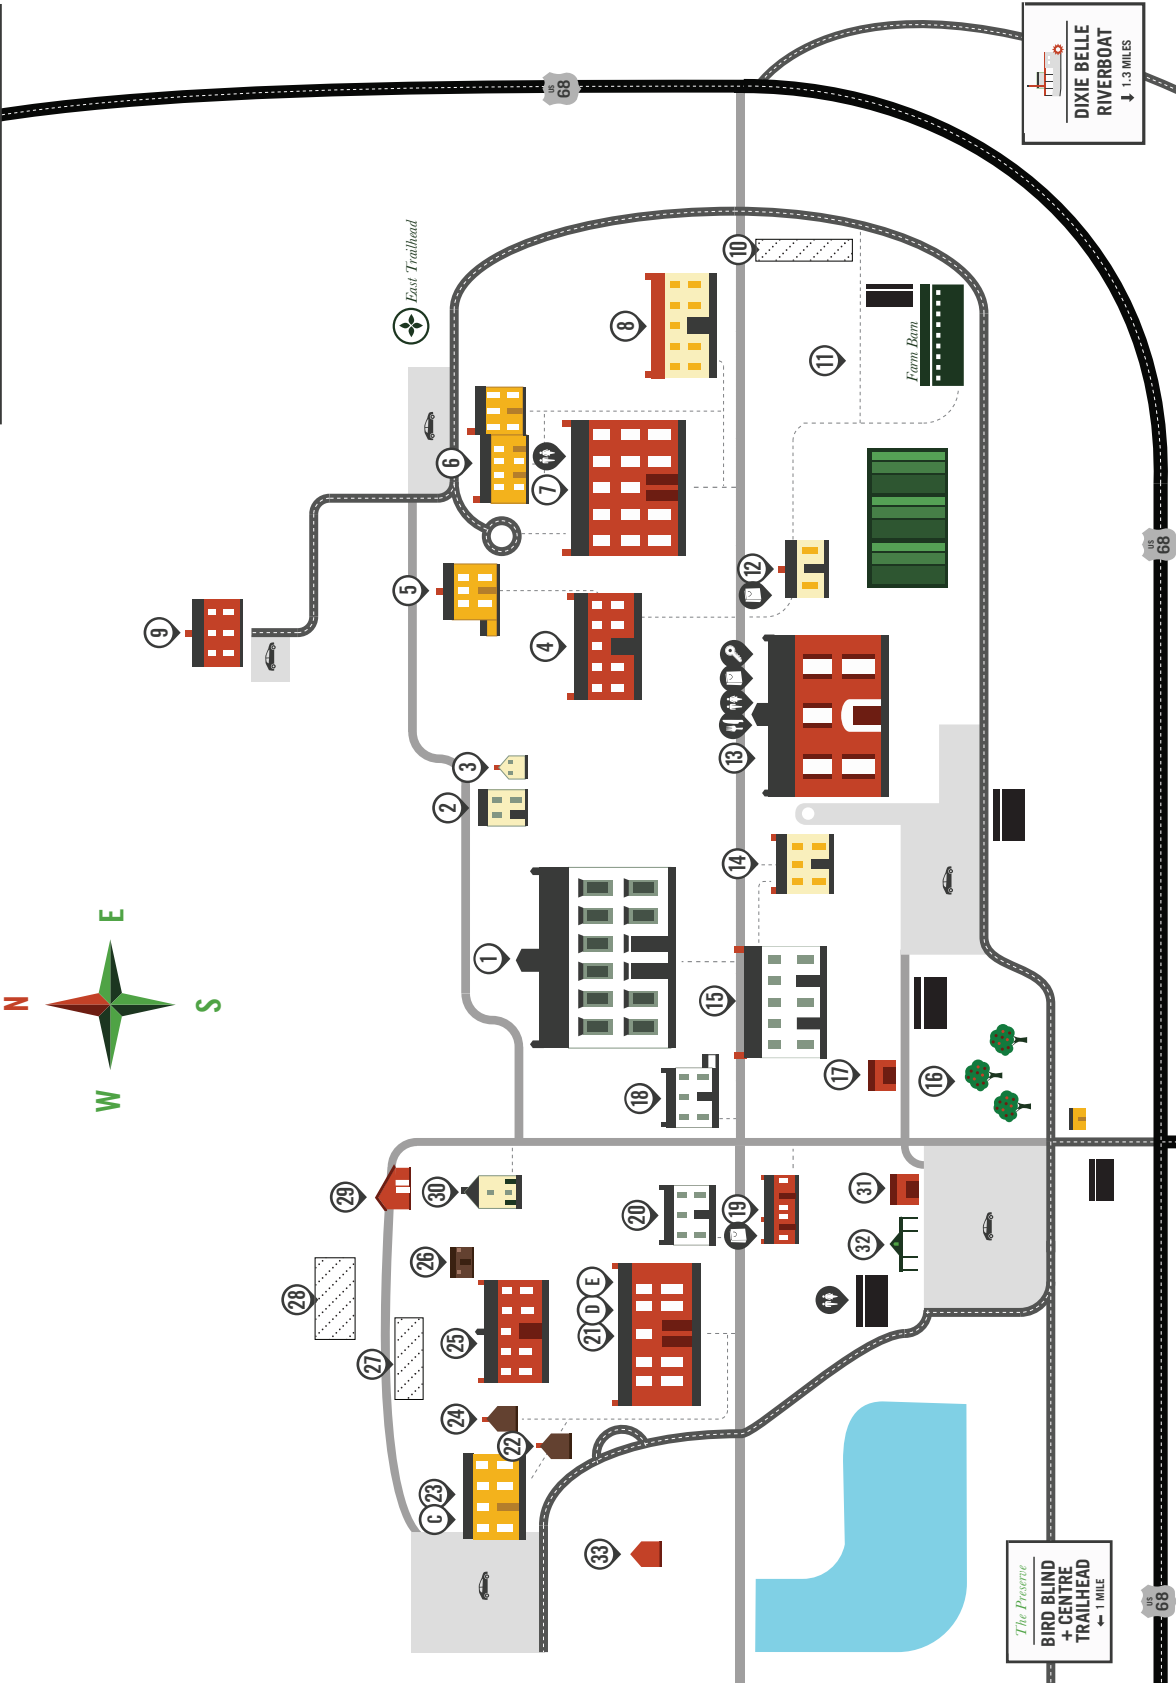 N
E
S
W
US
68
DIXIE BELLE
RIVERBOAT
↓ 1.3 MILES
East Trailhead
10
8
11
Farm Barn
6
7
9
5
4
12
US
68
3
2
13
14
1
15
18
17
16
29
30
20
19
31
32
26
28
27
25
21
D
E
24
22
23
C
33
The Preserve
BIRD BLIND
+ CENTRE
TRAILHEAD
← 1 MILE
US
68